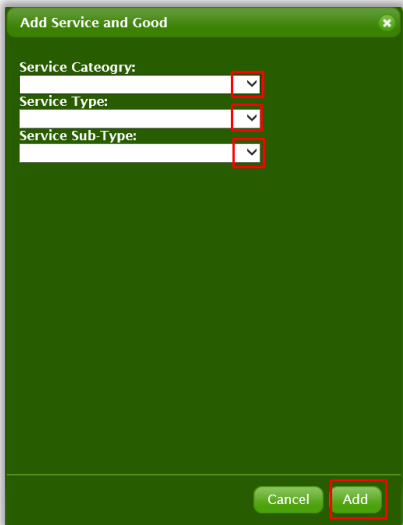 Add Service and Good
Service Cateogry:
Service Type:
Service Sub-Type:
Cancel Add